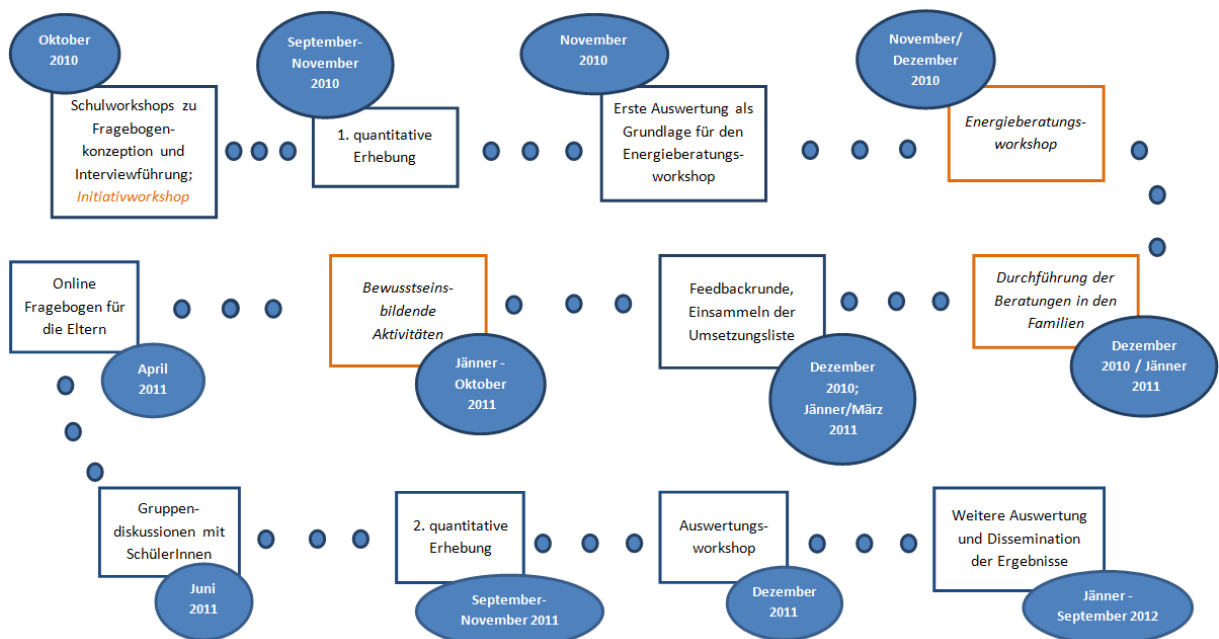 Oktober
2010
Schulworkshops zu
Fragebogen-
konzeption und
Interviewführung;
Initiativworkshop
September-
November
2010
1. quantitative
Erhebung
November
2010
Erste Auswertung als
Grundlage für den
Energieberatungs-
workshop
November/
Dezember
2010
Energieberatungs-
workshop
Durchführung der
Beratungen in den
Familien
Dezember
2010 / Jänner
2011
Feedbackrunde,
Einsammeln der
Umsetzungsliste
Dezember
2010;
Jänner/März
2011
Bewusstseins-
bildende
Aktivitäten
Jänner -
Oktober
2011
Online
Fragebogen für
die Eltern
April
2011
Gruppen-
diskussionen mit
SchülerInnen
Juni
2011
2. quantitative
Erhebung
September-
November 2011
Auswertungs-
workshop
Dezember
2011
Weitere Auswertung
und Dissemination
der Ergebnisse
Jänner -
September 2012